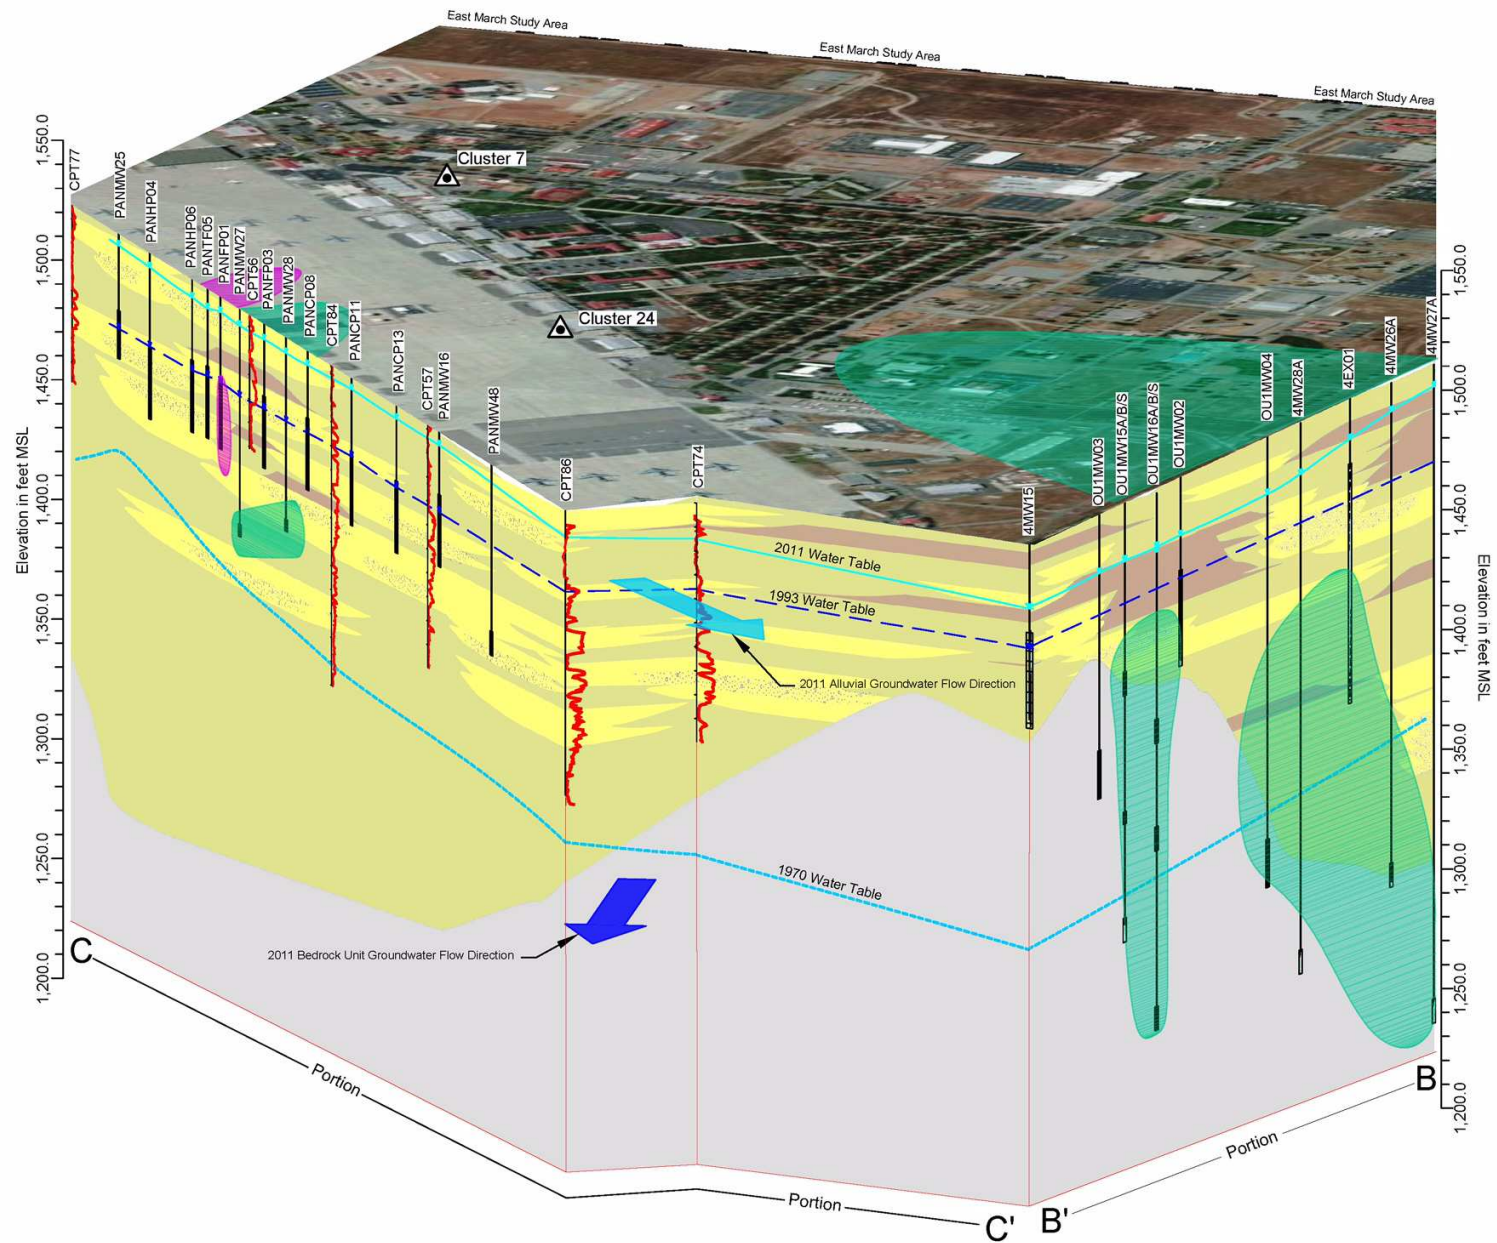 East March Study Area
East March Study Area
East March Study Area
Cluster 7
Cluster 24
Elevation in feet MSL
1,550.0
1,500.0
1,450.0
1,400.0
1,350.0
1,300.0
1,250.0
1,200.0
CPT77
PANMW25
PANHP04
PANHP06
PANTF05
PANFP01
PANMW27
CPT56
PANFP03
PANMW28
PANCP08
CPT84
PANCP11
PANCP13
CPT57
PANMW16
PANMW48
CPT86
CPT74
4MW15
OU1MW03
OU1MW15A/B/S
OU1MW16A/B/S
OU1MW02
OU1MW04
4MW28A
4EX01
4MW26A
4MW27A
1,550.0
1,500.0
1,450.0
1,400.0
1,350.0
1,300.0
1,250.0
1,200.0
Elevation in feet MSL
2011 Water Table
1993 Water Table
2011 Alluvial Groundwater Flow Direction
1970 Water Table
2011 Bedrock Unit Groundwater Flow Direction
C
Portion
Portion
C'
B'
Portion
B